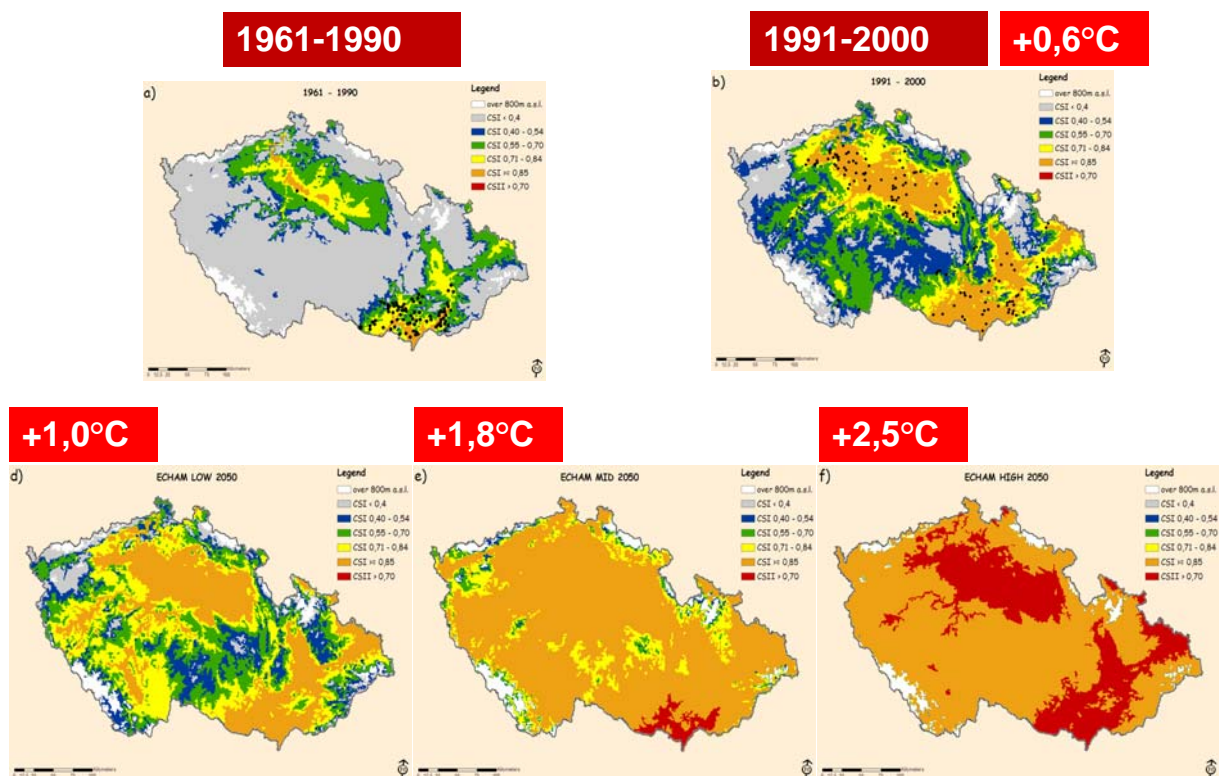 1961-1990
1991-2000
+0,6°C
a)
1961 - 1990
Legend
over 800m a.s.l.
CSI < 0,4
CSI 0,40 - 0,54
CSI 0,55 - 0,70
CSI 0,71 - 0,84
CSI >= 0,85
CSII > 0,70
b)
1991 - 2000
Legend
over 800m a.s.l.
CSI < 0,4
CSI 0,40 - 0,54
CSI 0,55 - 0,70
CSI 0,71 - 0,84
CSI >= 0,85
CSII > 0,70
+1,0°C
+1,8°C
+2,5°C
d)
ECHAM LOW 2050
Legend
over 800m a.s.l.
CSI < 0,4
CSI 0,40 - 0,54
CSI 0,55 - 0,70
CSI 0,71 - 0,84
CSI >= 0,85
CSII > 0,70
e)
ECHAM MID 2050
Legend
over 800m a.s.l.
CSI < 0,4
CSI 0,40 - 0,54
CSI 0,55 - 0,70
CSI 0,71 - 0,84
CSI >= 0,85
CSII > 0,70
f)
ECHAM HIGH 2050
Legend
over 800m a.s.l.
CSI < 0,4
CSI 0,40 - 0,54
CSI 0,55 - 0,70
CSI 0,71 - 0,84
CSI >= 0,85
CSII > 0,70